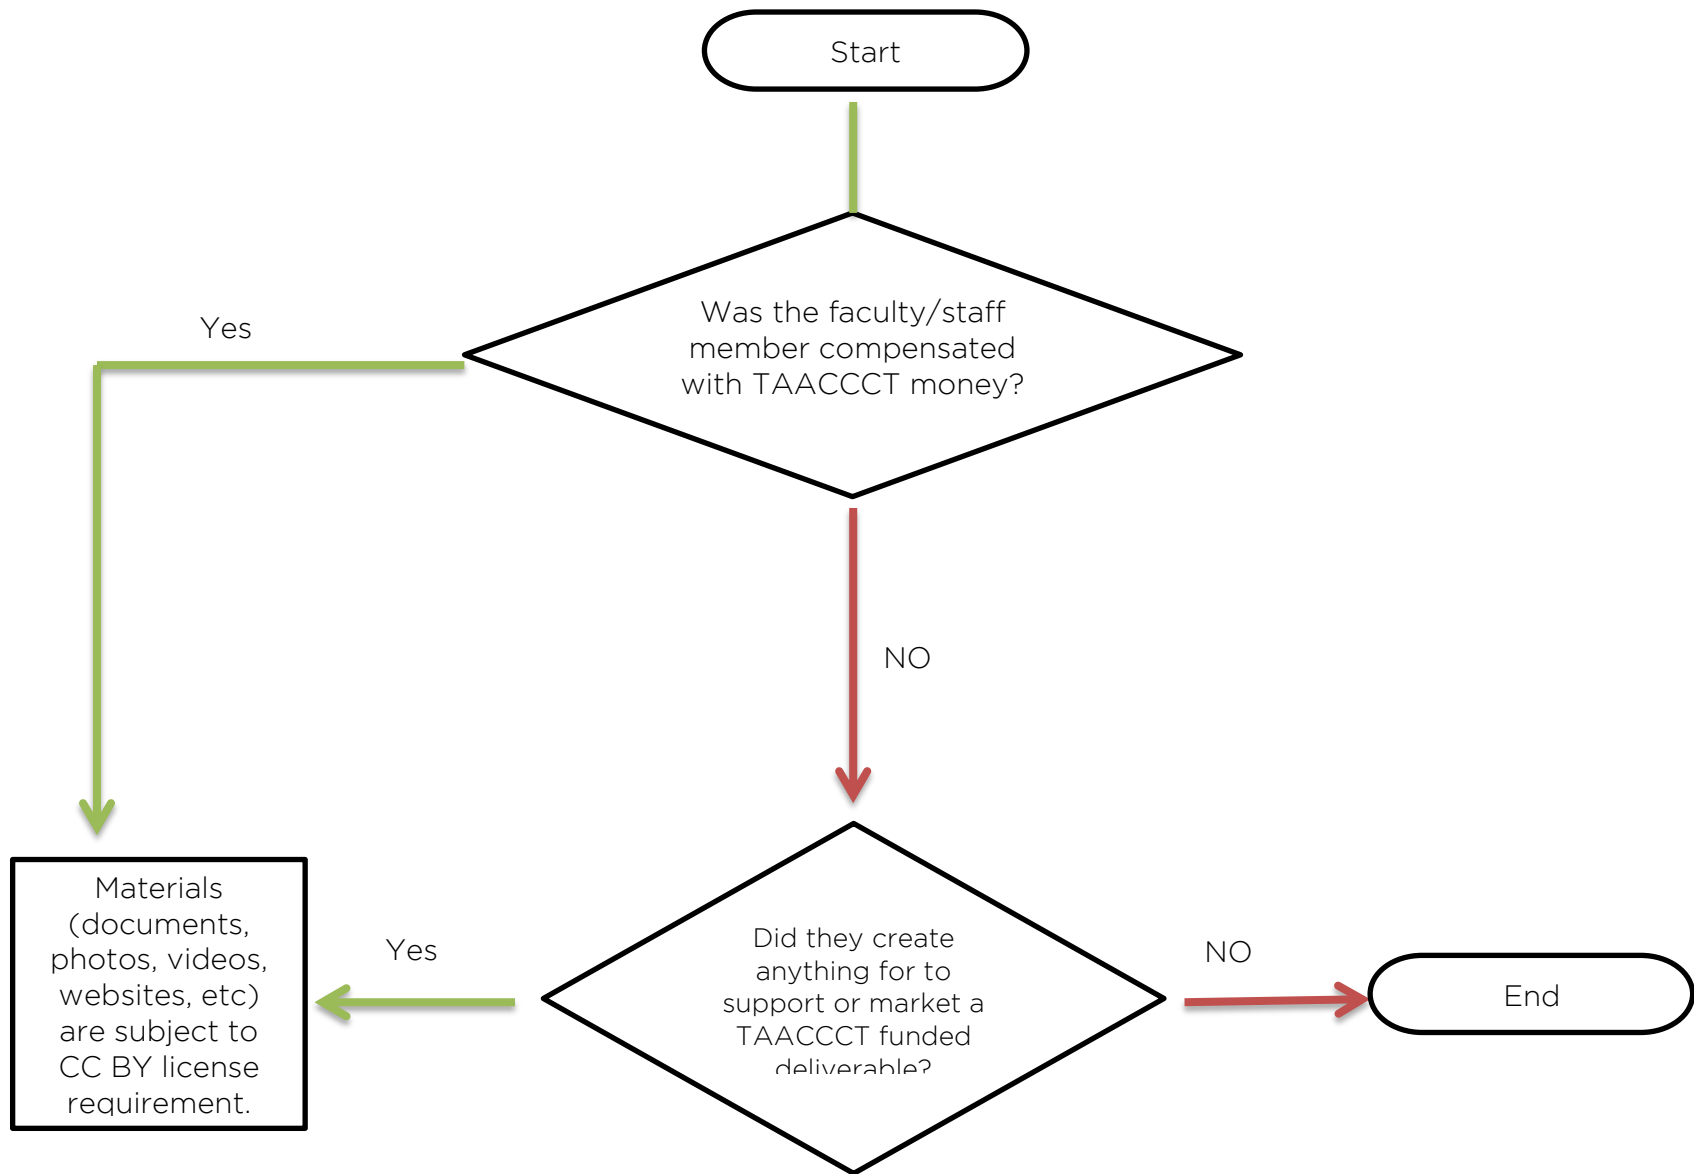 Start
Was the faculty/staff
member compensated
with TAACCCT money?
Yes
NO
Materials
(documents,
photos, videos,
websites, etc)
are subject to
CC BY license
requirement.
Yes
Did they create
anything for to
support or market a
TAACCCT funded
deliverable?
NO
End